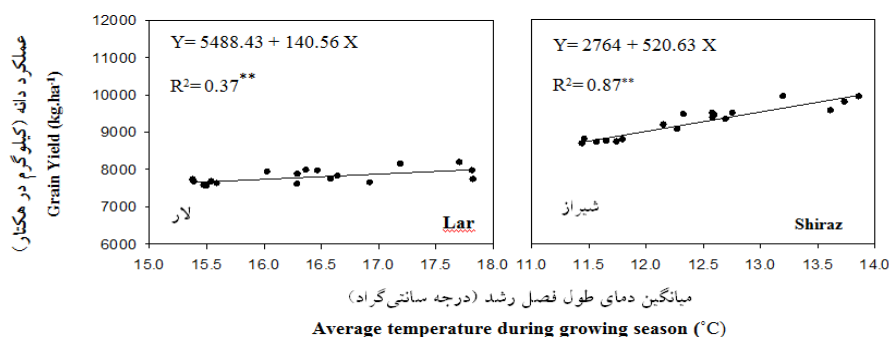 عملکرد دانه (کیلوگرم در هکتار)
Grain Yield (kg.ha⁻¹)
12000
11000
10000
9000
8000
7000
6000
Y= 5488.43 + 140.56 X
R²= 0.37**
لار
Lar
15.0 15.5 16.0 16.5 17.0 17.5 18.0
Y= 2764 + 520.63 X
R²= 0.87**
شیراز
Shiraz
11.0 11.5 12.0 12.5 13.0 13.5 14.0
میانگین دمای طول فصل رشد (درجه سانتی‌گراد)
Average temperature during growing season (˚C)